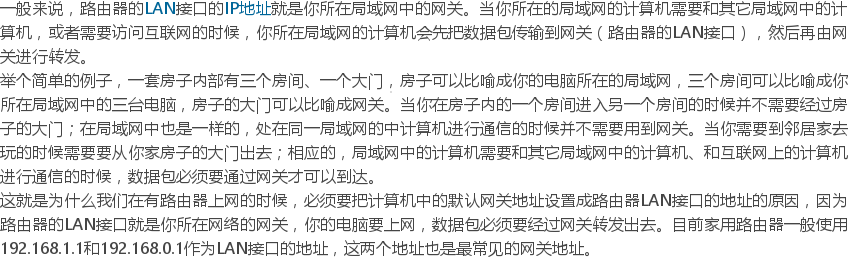 一般来说，路由器的LAN接口的IP地址就是你所在局域网中的网关。当你所在的局域网的计算机需要和其它局域网中的计
算机，或者需要访问互联网的时候，你所在局域网的计算机会先把数据包传输到网关（路由器的LAN接口），然后再由网
关进行转发。
举个简单的例子，一套房子内部有三个房间、一个大门，房子可以比喻成你的电脑所在的局域网，三个房间可以比喻成你
所在局域网中的三台电脑，房子的大门可以比喻成网关。当你在房子内的一个房间进入另一个房间的时候并不需要经过房
子的大门；在局域网中也是一样的，处在同一局域网的中计算机进行通信的时候并不需要用到网关。当你需要到邻居家去
玩的时候需要要从你家房子的大门出去；相应的，局域网中的计算机需要和其它局域网中的计算机、和互联网上的计算机
进行通信的时候，数据包必须要通过网关才可以到达。
这就是为什么我们在有路由器上网的时候，必须要把计算机中的默认网关地址设置成路由器LAN接口的地址的原因，因为
路由器的LAN接口就是你所在网络的网关，你的电脑要上网，数据包必须要经过网关转发出去。目前家用路由器一般使用
192.168.1.1和192.168.0.1作为LAN接口的地址，这两个地址也是最常见的网关地址。